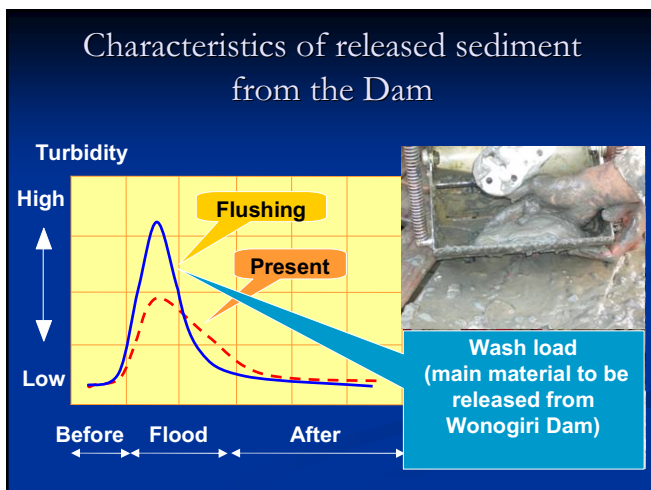 Characteristics of released sediment
from the Dam
Turbidity
High
Flushing
Present
Low
Before Flood After
Wash load
(main material to be
released from
Wonogiri Dam)